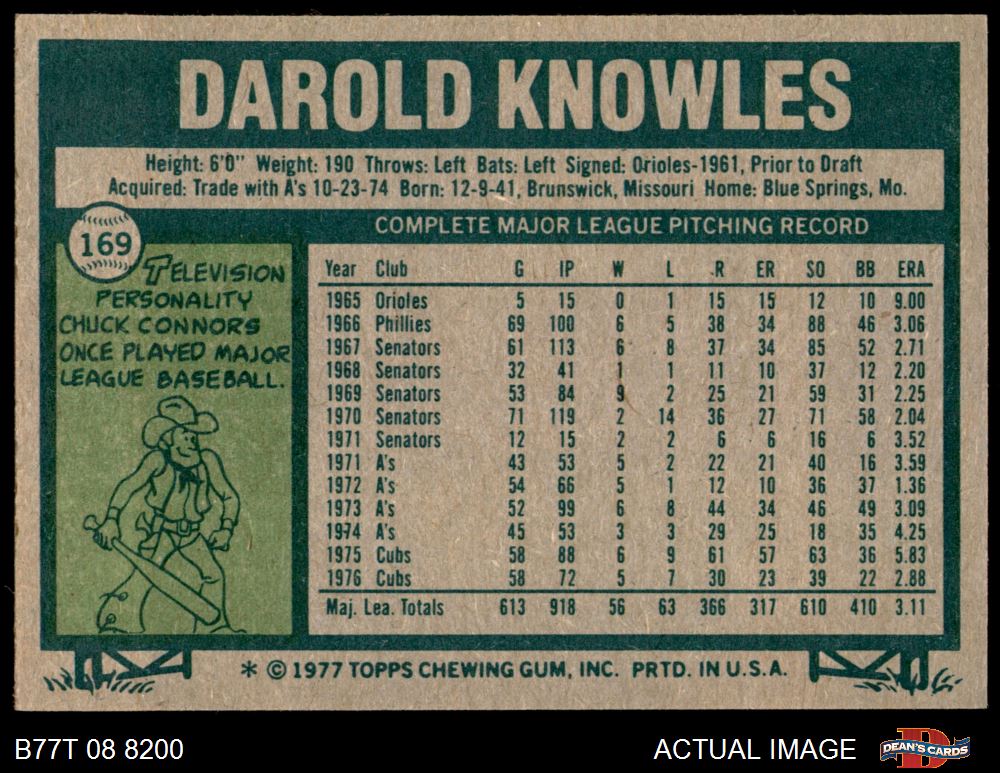 DAROLD KNOWLES
Height: 6'0" Weight: 190 Throws: Left Bats: Left Signed: Orioles-1961, Prior to Draft
Acquired: Trade with A's 10-23-74 Born: 12-9-41, Brunswick, Missouri Home: Blue Springs, Mo.
169
TELEVISION
PERSONALITY
CHUCK CONNORS
ONCE PLAYED MAJOR
LEAGUE BASEBALL.
COMPLETE MAJOR LEAGUE PITCHING RECORD
Year Club G IP W L R ER SO BB ERA
1965 Orioles 5 15 0 1 15 15 12 10 9.00
1966 Phillies 69 100 6 5 38 34 88 46 3.06
1967 Senators 61 113 6 8 37 34 85 52 2.71
1968 Senators 32 41 1 1 11 10 37 12 2.20
1969 Senators 53 84 9 2 25 21 59 31 2.25
1970 Senators 71 119 2 14 36 27 71 58 2.04
1971 Senators 12 15 2 2 6 6 16 6 3.52
1971 A's 43 53 5 2 22 21 40 16 3.59
1972 A's 54 66 5 1 12 10 36 37 1.36
1973 A's 52 99 6 8 44 34 46 49 3.09
1974 A's 45 53 3 3 29 25 18 35 4.25
1975 Cubs 58 88 6 9 61 57 63 36 5.83
1976 Cubs 58 72 5 7 30 23 39 22 2.88
Maj. Lea. Totals 613 918 56 63 366 317 610 410 3.11
* © 1977 TOPPS CHEWING GUM, INC. PRTD. IN U.S.A.
B77T 08 8200
ACTUAL IMAGE
DEAN'S CARDS